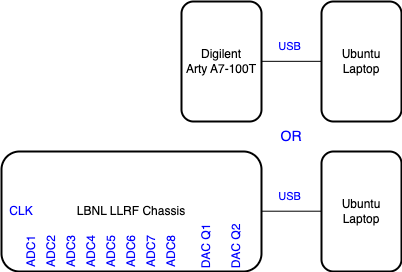 Digilent
Arty A7-100T
USB
Ubuntu
Laptop
OR
CLK
LBNL LLRF Chassis
ADC1
ADC2
ADC3
ADC4
ADC5
ADC6
ADC7
ADC8
DAC Q1
DAC Q2
USB
Ubuntu
Laptop